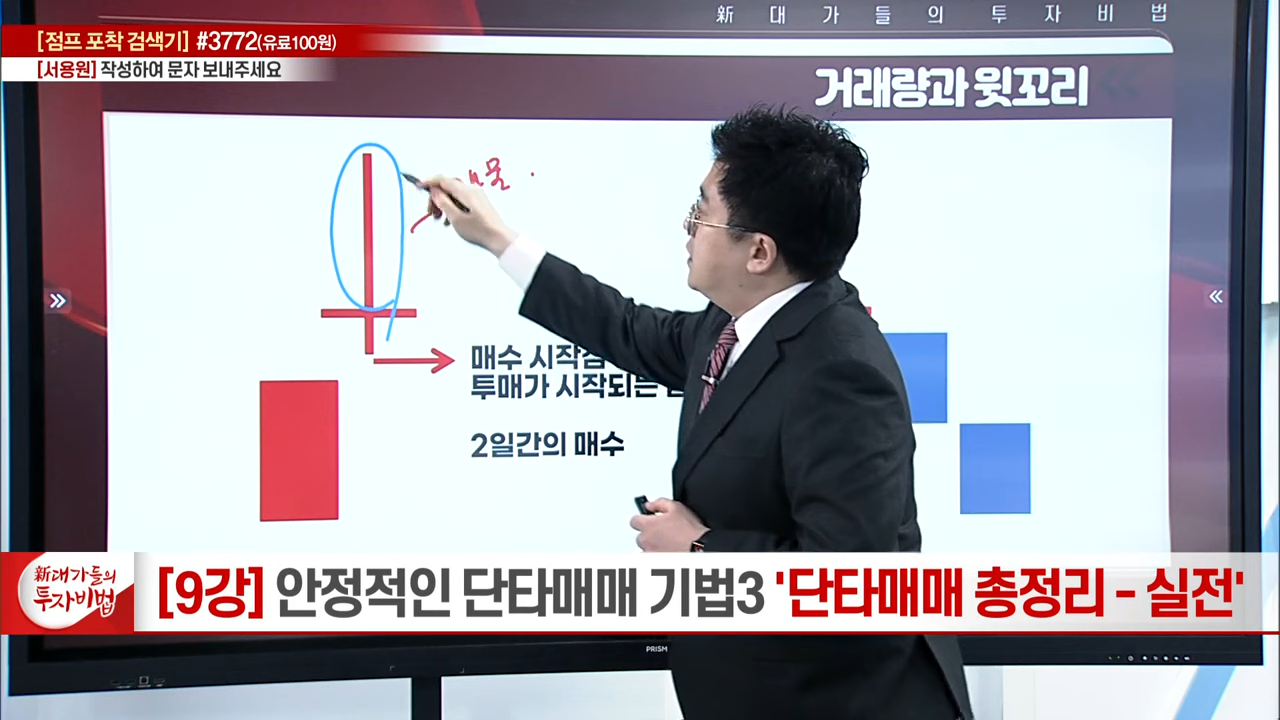 新 대 가 들 의 투 자 비 법
[점프 포착 검색기] #3772(유료100원)
[서용원] 작성하여 문자 보내주세요
거래량과 윗꼬리
매수 시작점
투매가 시작되는
2일간의 매수
新대가들의
투자비법
[9강] 안정적인 단타매매 기법3 '단타매매 총정리 - 실전'
PRISM